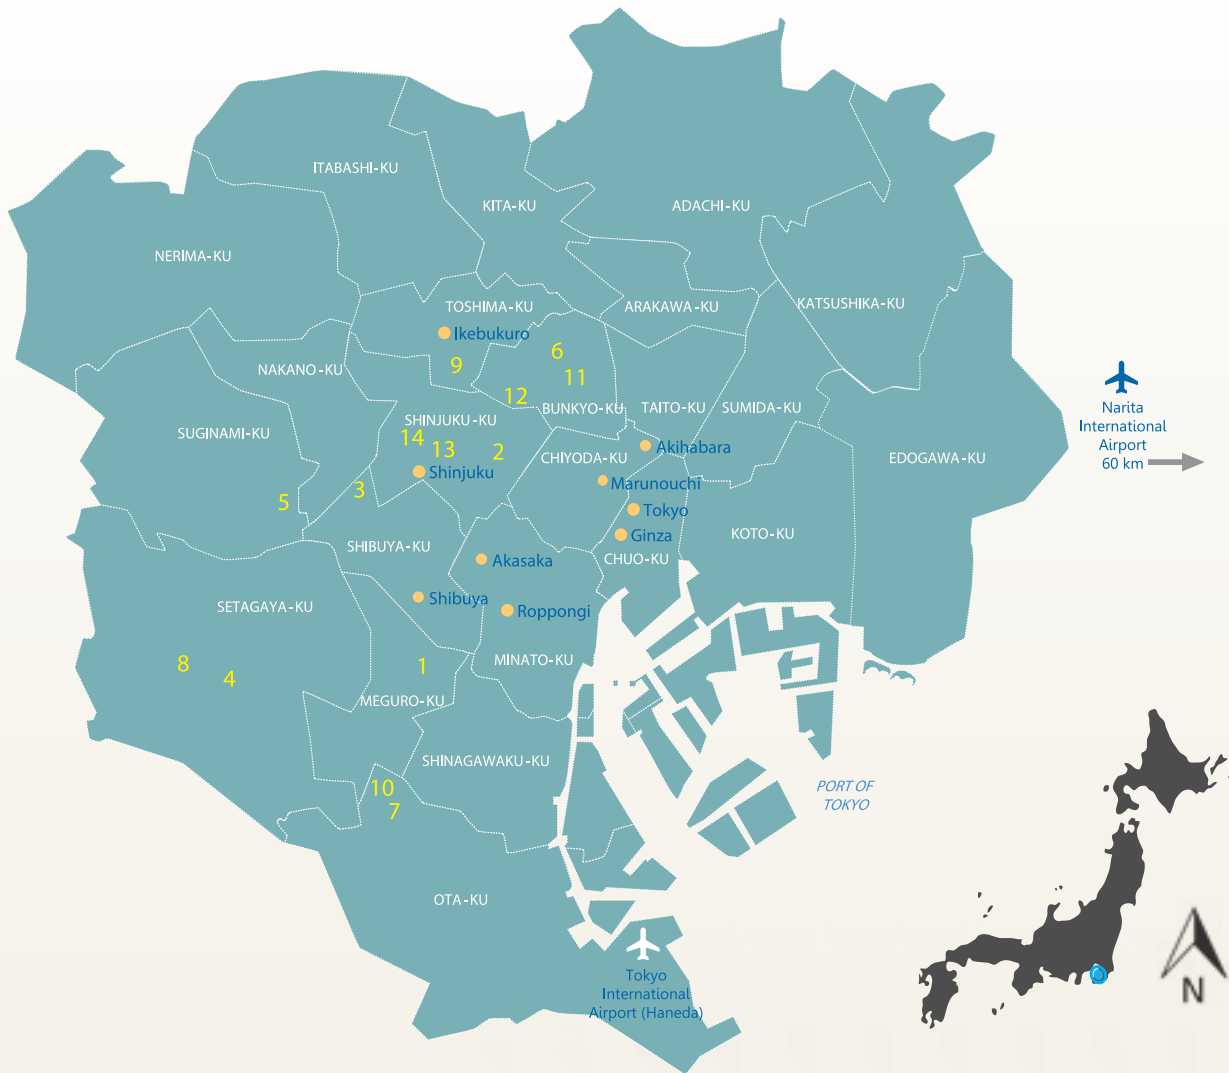 ITABASHI-KU
KITA-KU
ADACHI-KU
NERIMA-KU
TOSHIMA-KU
ARAKAWA-KU
KATSUSHIKA-KU
Ikebukuro
6
9
NAKANO-KU
11
12
BUNKYO-KU
TAITO-KU
SUMIDA-KU
Narita
International
Airport
60 km
SHINJUKU-KU
SUGINAMI-KU
14
13
2
CHIYODA-KU
Akihabara
EDOGAWA-KU
Shinjuku
Marunouchi
3
5
Tokyo
Ginza
KOTO-KU
SHIBUYA-KU
Akasaka
CHUO-KU
Shibuya
SETAGAYA-KU
Roppongi
8
4
1
MINATO-KU
MEGURO-KU
SHINAGAWAKU-KU
10
7
PORT OF
TOKYO
OTA-KU
Tokyo
International
Airport (Haneda)
N